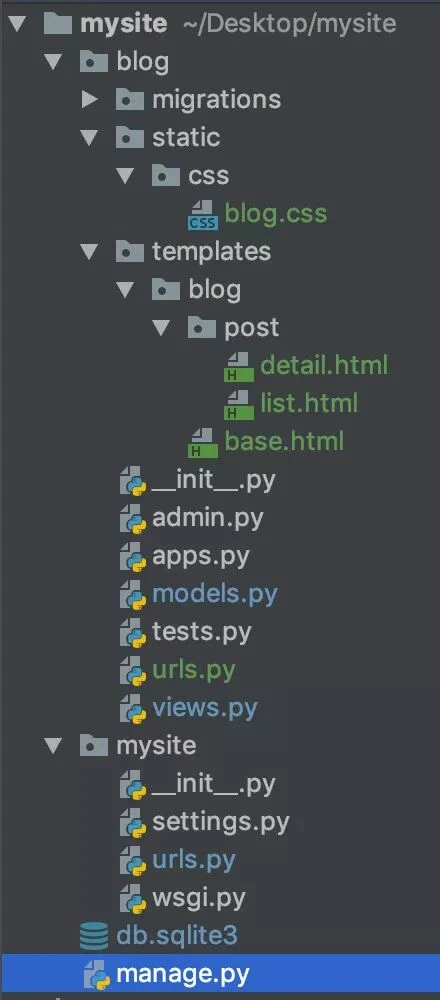 mysite ~/Desktop/mysite
blog
migrations
static
css
CSS blog.css
templates
blog
post
H detail.html
H list.html
H base.html
__init__.py
admin.py
apps.py
models.py
tests.py
urls.py
views.py
mysite
__init__.py
settings.py
urls.py
wsgi.py
db.sqlite3
manage.py